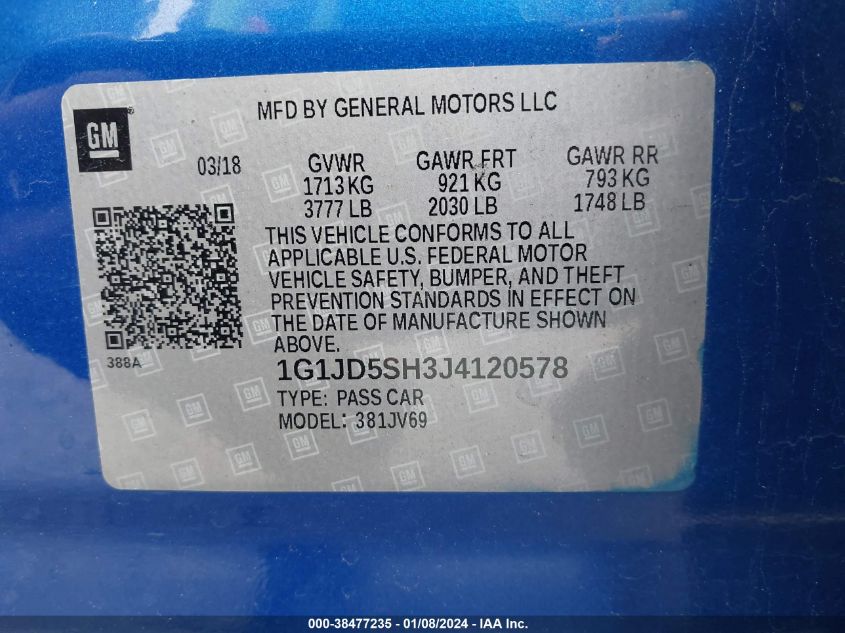 MFD BY GENERAL MOTORS LLC
GM
03/18
GVWR GAWR FRT GAWR RR
1713 KG 921 KG 793 KG
3777 LB 2030 LB 1748 LB
THIS VEHICLE CONFORMS TO ALL
APPLICABLE U.S. FEDERAL MOTOR
VEHICLE SAFETY, BUMPER, AND THEFT
PREVENTION STANDARDS IN EFFECT ON
THE DATE OF MANUFACTURE SHOWN
ABOVE.
388A
1G1JD5SH3J4120578
TYPE: PASS CAR
MODEL: 381JV69
000-38477235 - 01/08/2024 - IAA Inc.